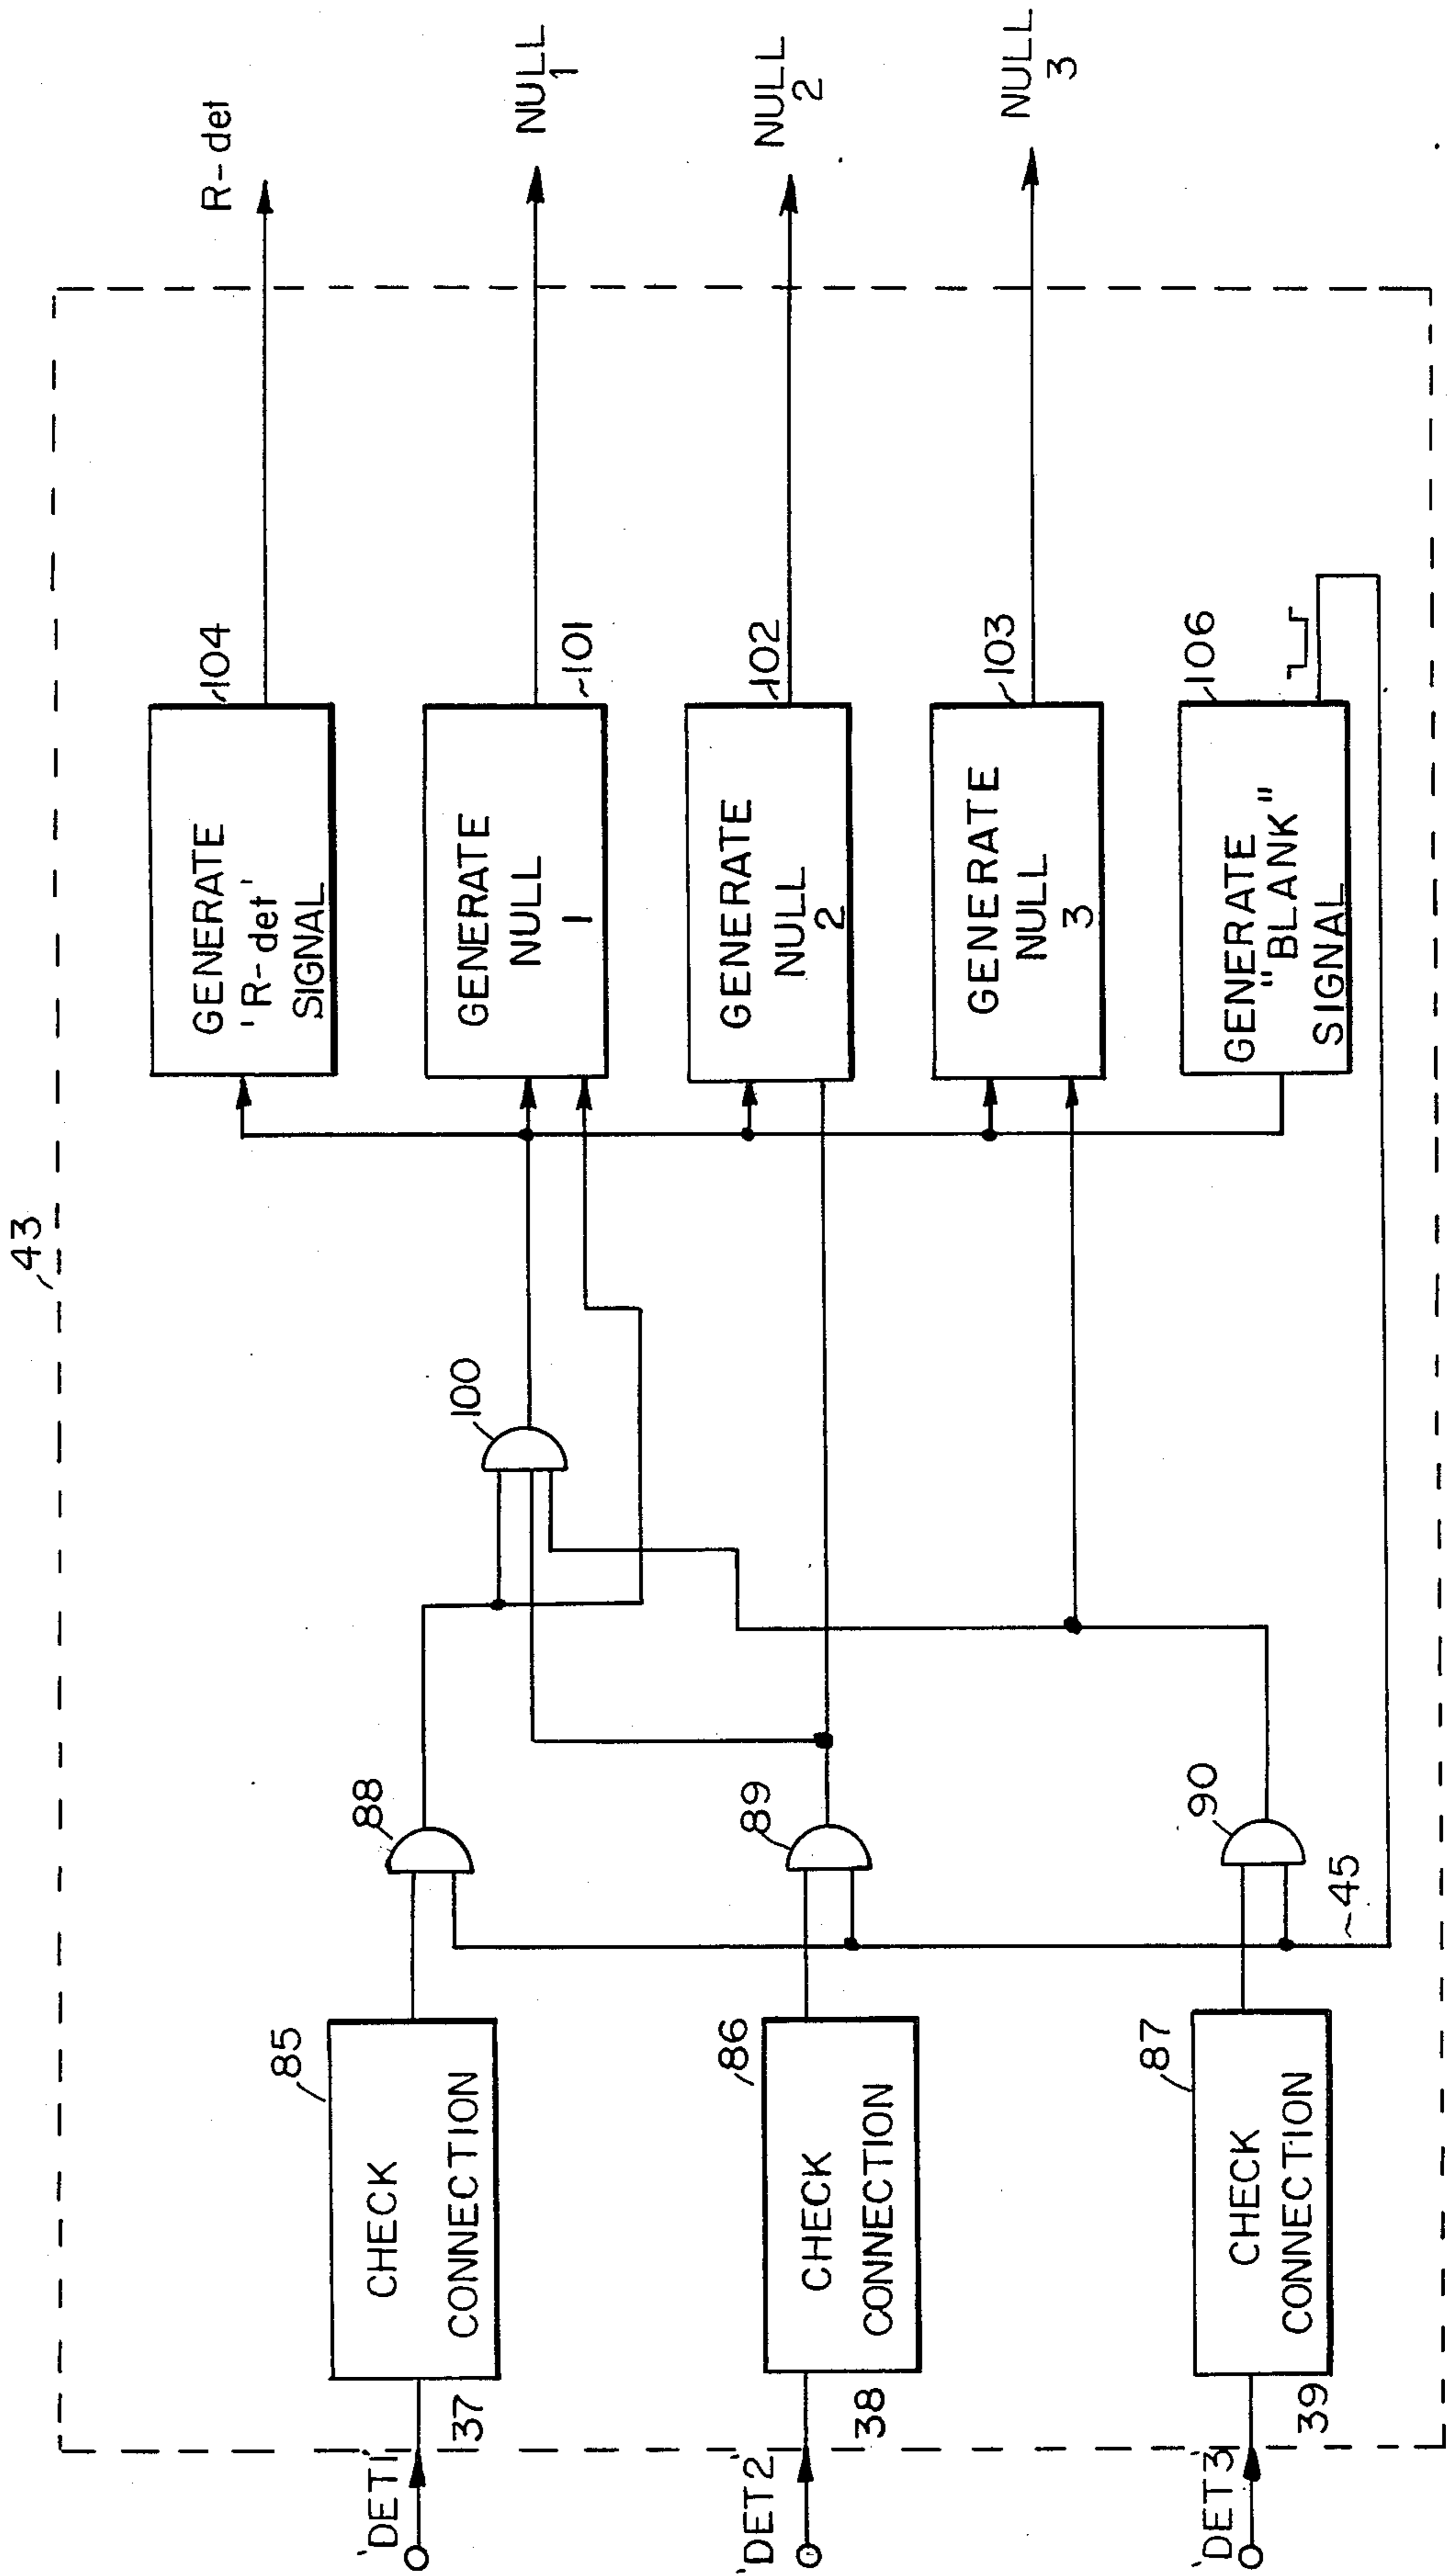 43
'DET1'
37
CHECK
CONNECTION
85
88
'DET2'
38
CHECK
CONNECTION
86
89
'DET3'
39
CHECK
CONNECTION
87
90
45
100
GENERATE
'R-det'
SIGNAL
104
R-det
GENERATE
NULL
1
101
NULL
1
GENERATE
NULL
2
102
NULL
2
GENERATE
NULL
3
103
NULL
3
GENERATE
"BLANK"
SIGNAL
106